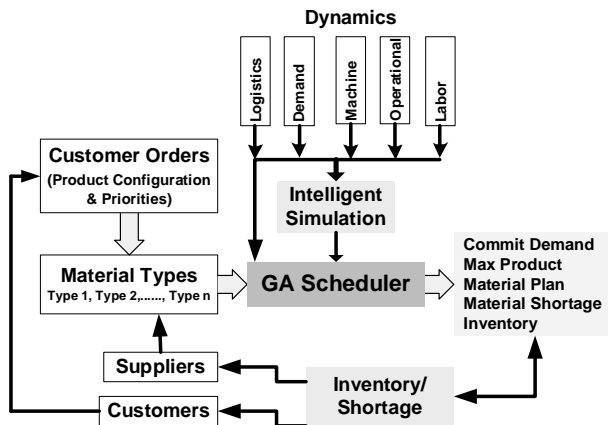 Dynamics
Logistics
Demand
Machine
Operational
Labor
Customer Orders
(Product Configuration
& Priorities)
Intelligent
Simulation
Material Types
Type 1, Type 2,......, Type n
GA Scheduler
Commit Demand
Max Product
Material Plan
Material Shortage
Inventory
Suppliers
Customers
Inventory/
Shortage